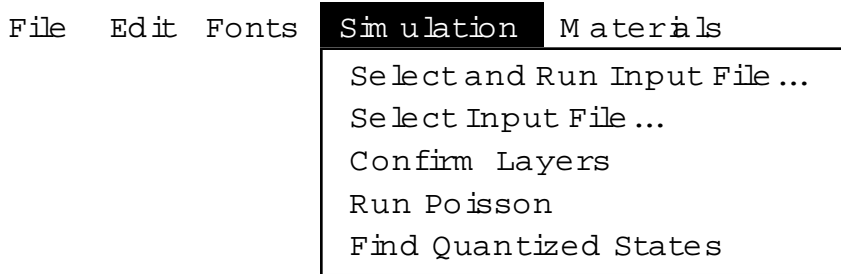 File Edit Fonts Simulation Materials
Select and Run Input File...
Select Input File...
Confirm Layers
Run Poisson
Find Quantized States